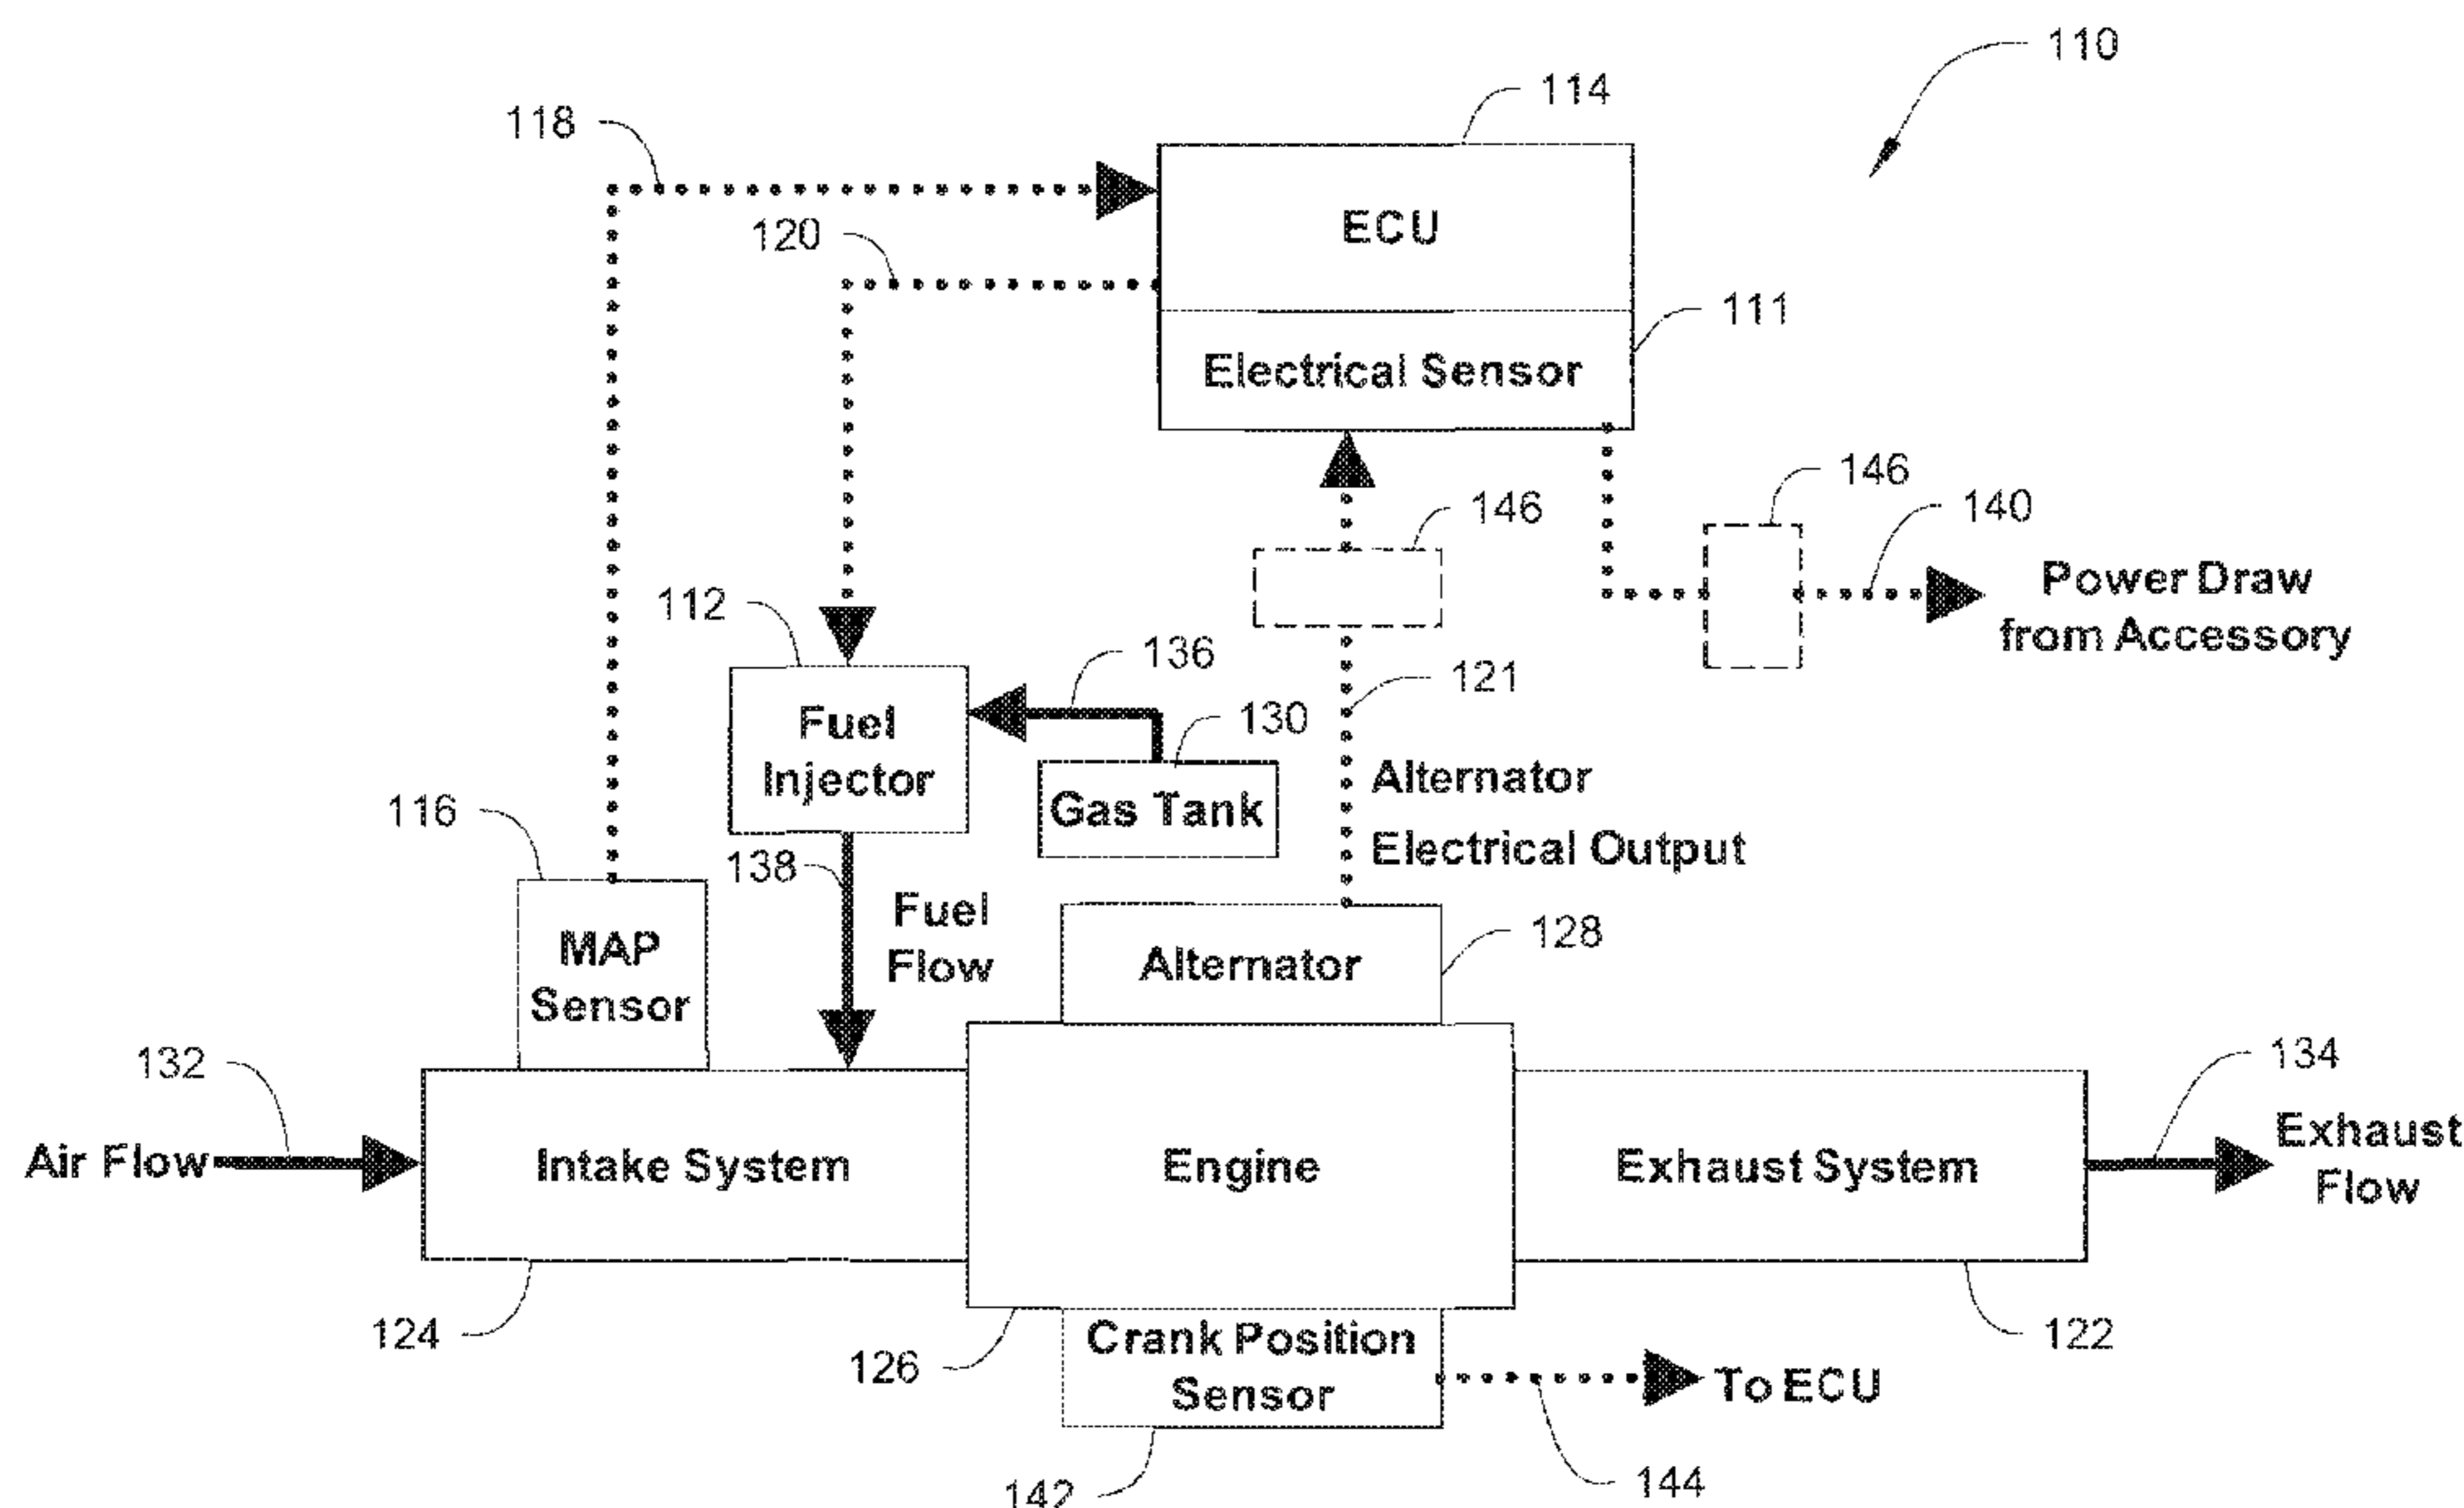 110
114
118
ECU
120
111
Electrical Sensor
146
146
140
Power Draw
from Accessory
112
136
121
130
Fuel
Injector
Gas Tank
Alternator
Electrical Output
116
138
Fuel
Flow
MAP
Sensor
Alternator
128
132
134
Air Flow
Intake System
Engine
Exhaust System
Exhaust
Flow
124
126
122
Crank Position
Sensor
To ECU
142
144